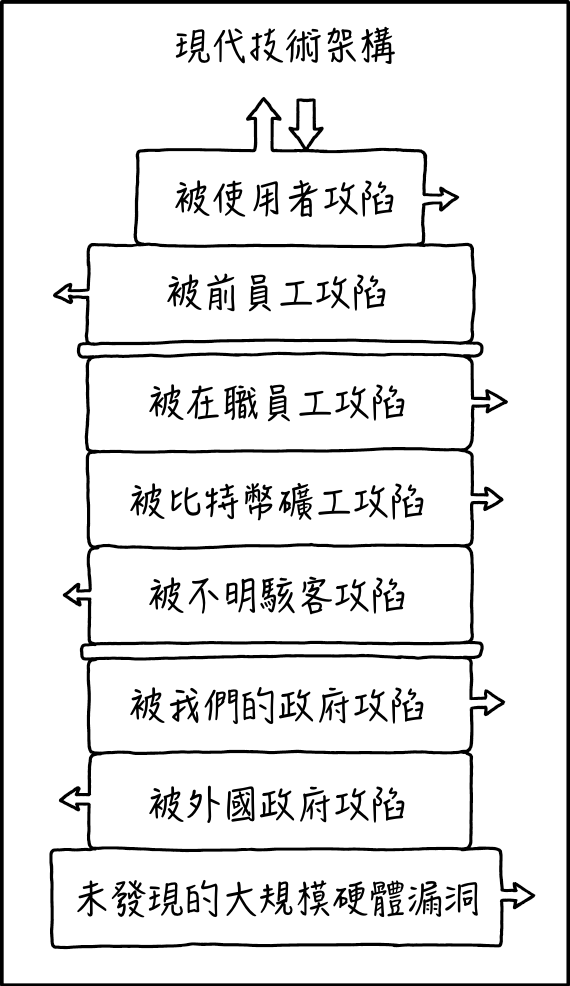 現代技術架構
被使用者攻陷
被前員工攻陷
被在職員工攻陷
被比特幣礦工攻陷
被不明駭客攻陷
被我們的政府攻陷
被外國政府攻陷
未發現的大規模硬體漏洞